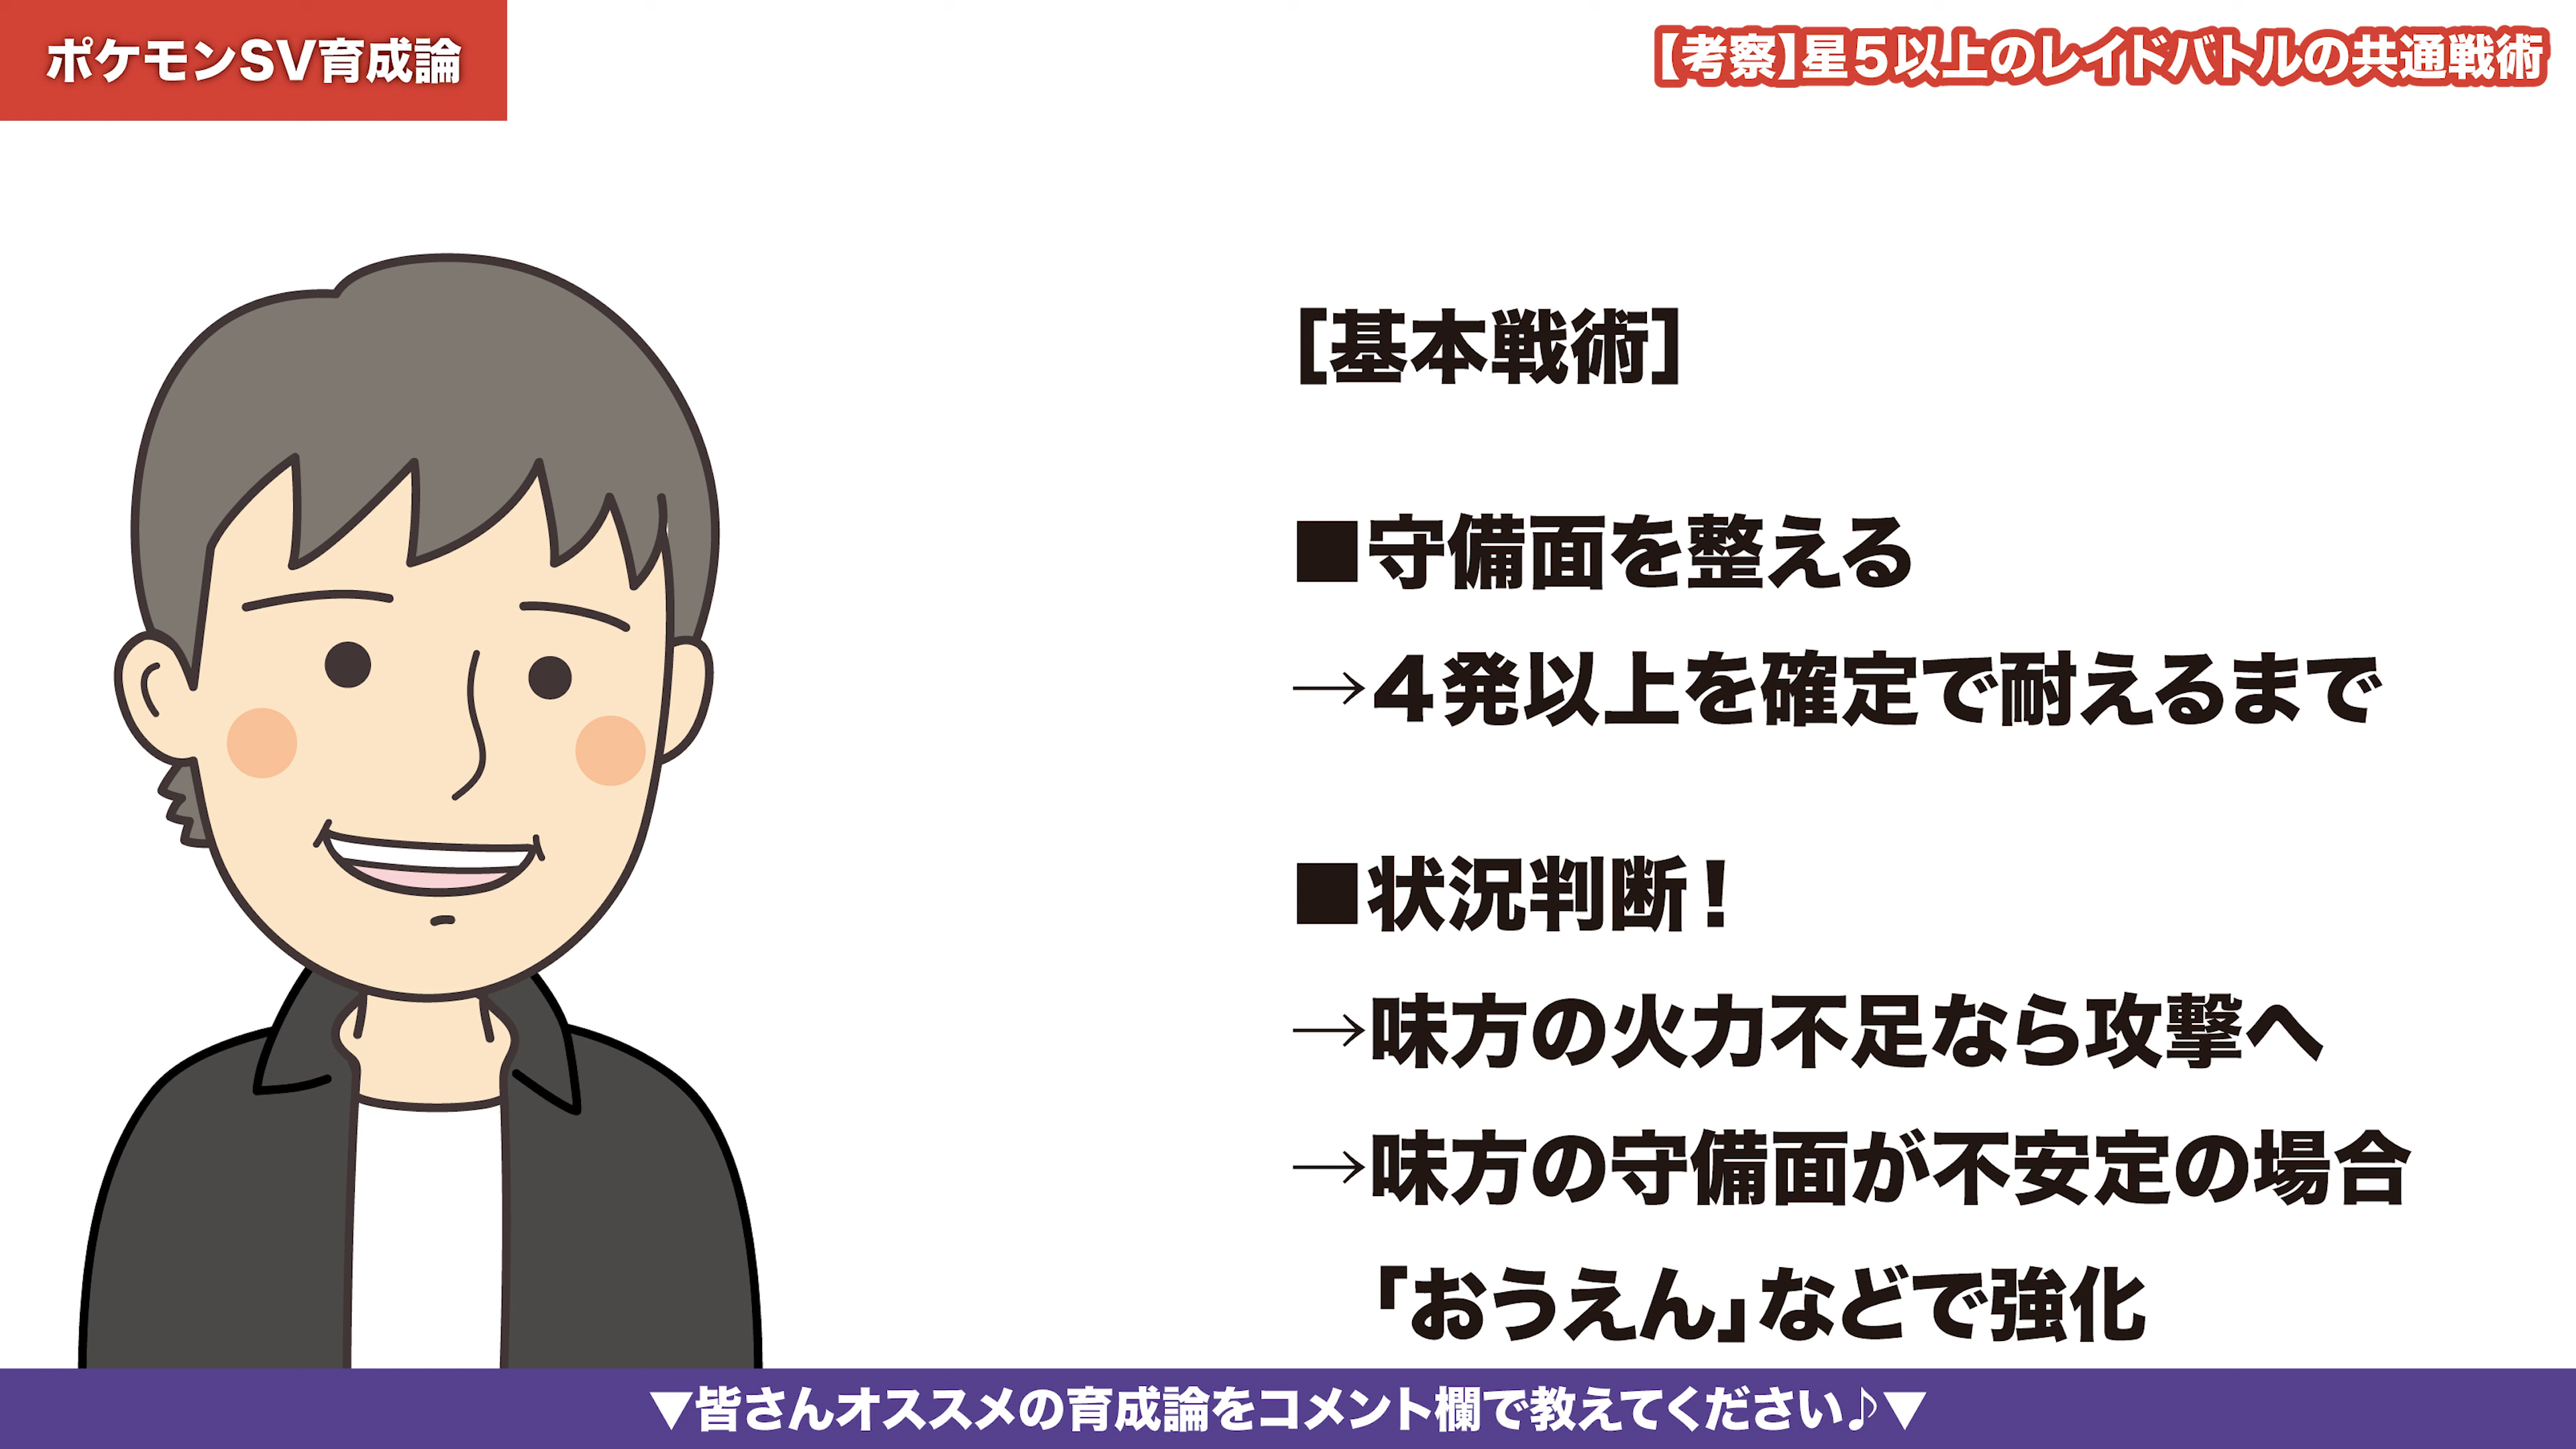 ポケモンSV育成論
【考察】星5以上のレイドバトルの共通戦術
[基本戦術]
■守備面を整える
→4発以上を確定で耐えるまで
■状況判断！
→味方の火力不足なら攻撃へ
→味方の守備面が不安定の場合
「おうえん」などで強化
▼皆さんオススメの育成論をコメント欄で教えてください♪▼